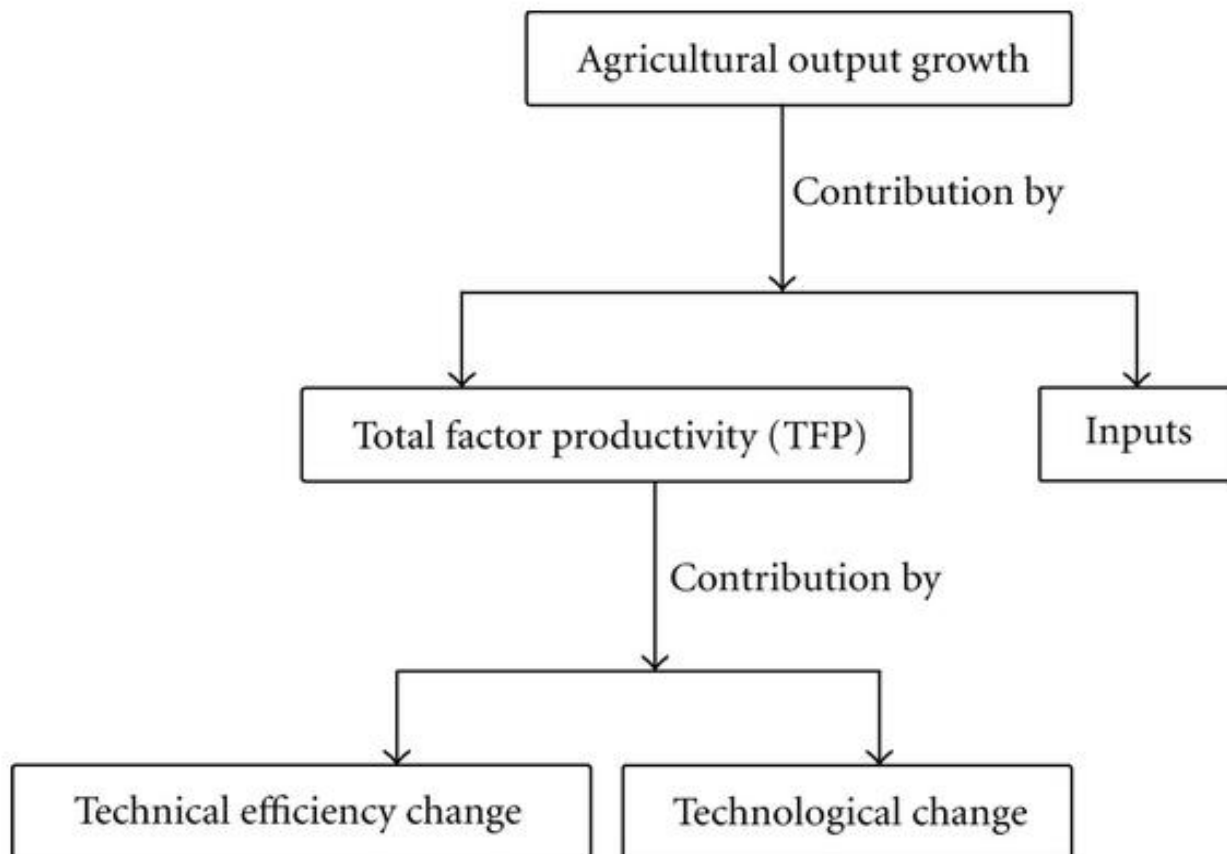 Agricultural output growth
Contribution by
Total factor productivity (TFP)
Inputs
Contribution by
Technical efficiency change
Technological change